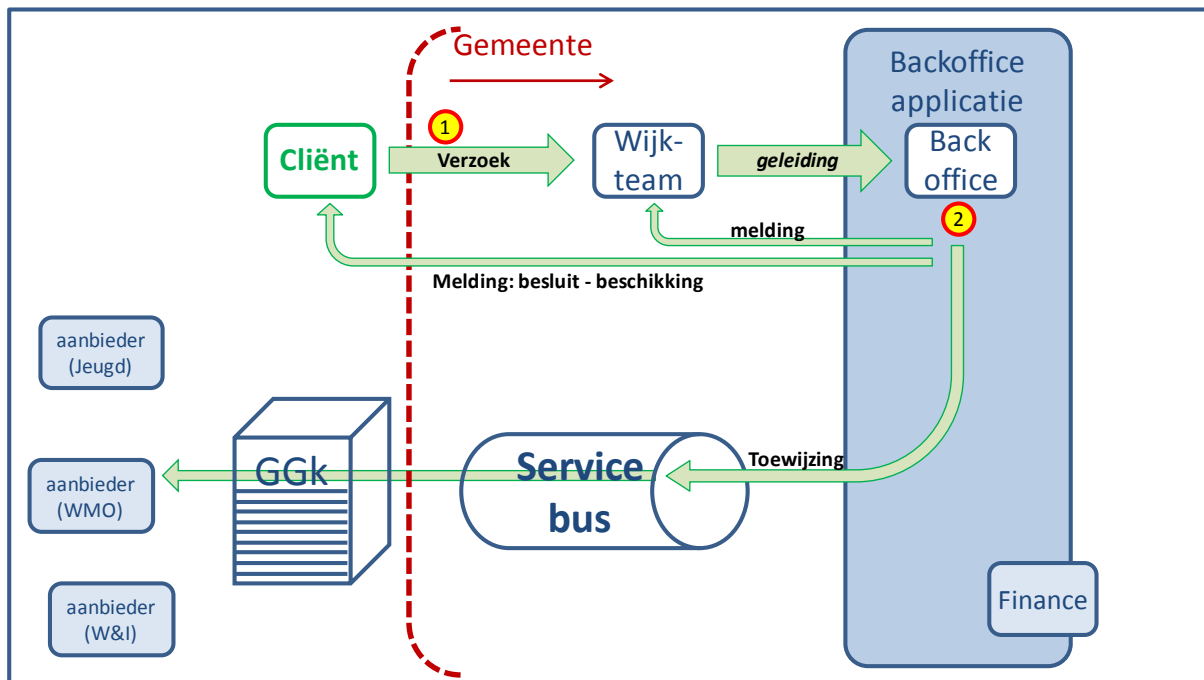 Gemeente
Backoffice
applicatie
1
Cliënt
Verzoek
Wijk-
team
geleiding
Back
office
2
melding
Melding: besluit - beschikking
aanbieder
(Jeugd)
GGk
Service
bus
Toewijzing
aanbieder
(WMO)
aanbieder
(W&I)
Finance